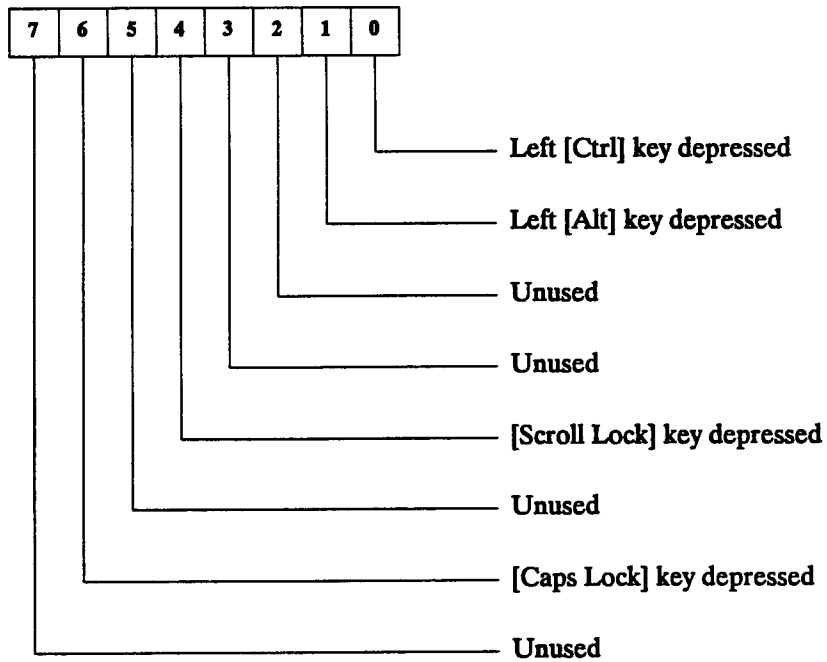 7 6 5 4 3 2 1 0
Left [Ctrl] key depressed
Left [Alt] key depressed
Unused
Unused
[Scroll Lock] key depressed
Unused
[Caps Lock] key depressed
Unused